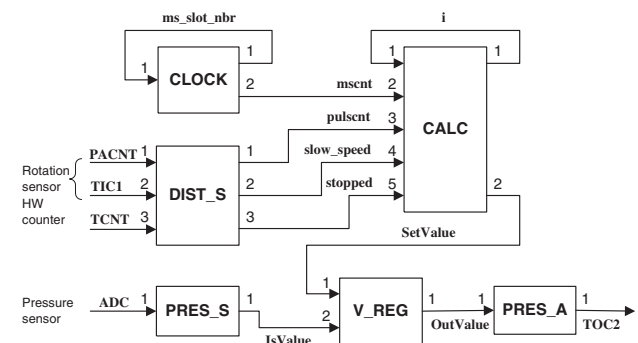 ms_slot_nbr
i
1 1
CLOCK
2
mscnt
1 1
2
pulscnt
3
CALC
slow_speed
4
stopped
5
2
SetValue
Rotation
sensor
HW
counter
PACNT 1
TIC1 2
TCNT 3
DIST_S
1
2
3
Pressure
sensor
ADC 1
PRES_S
1
IsValue
1
2
V_REG
1
OutValue
1
PRES_A
1
TOC2